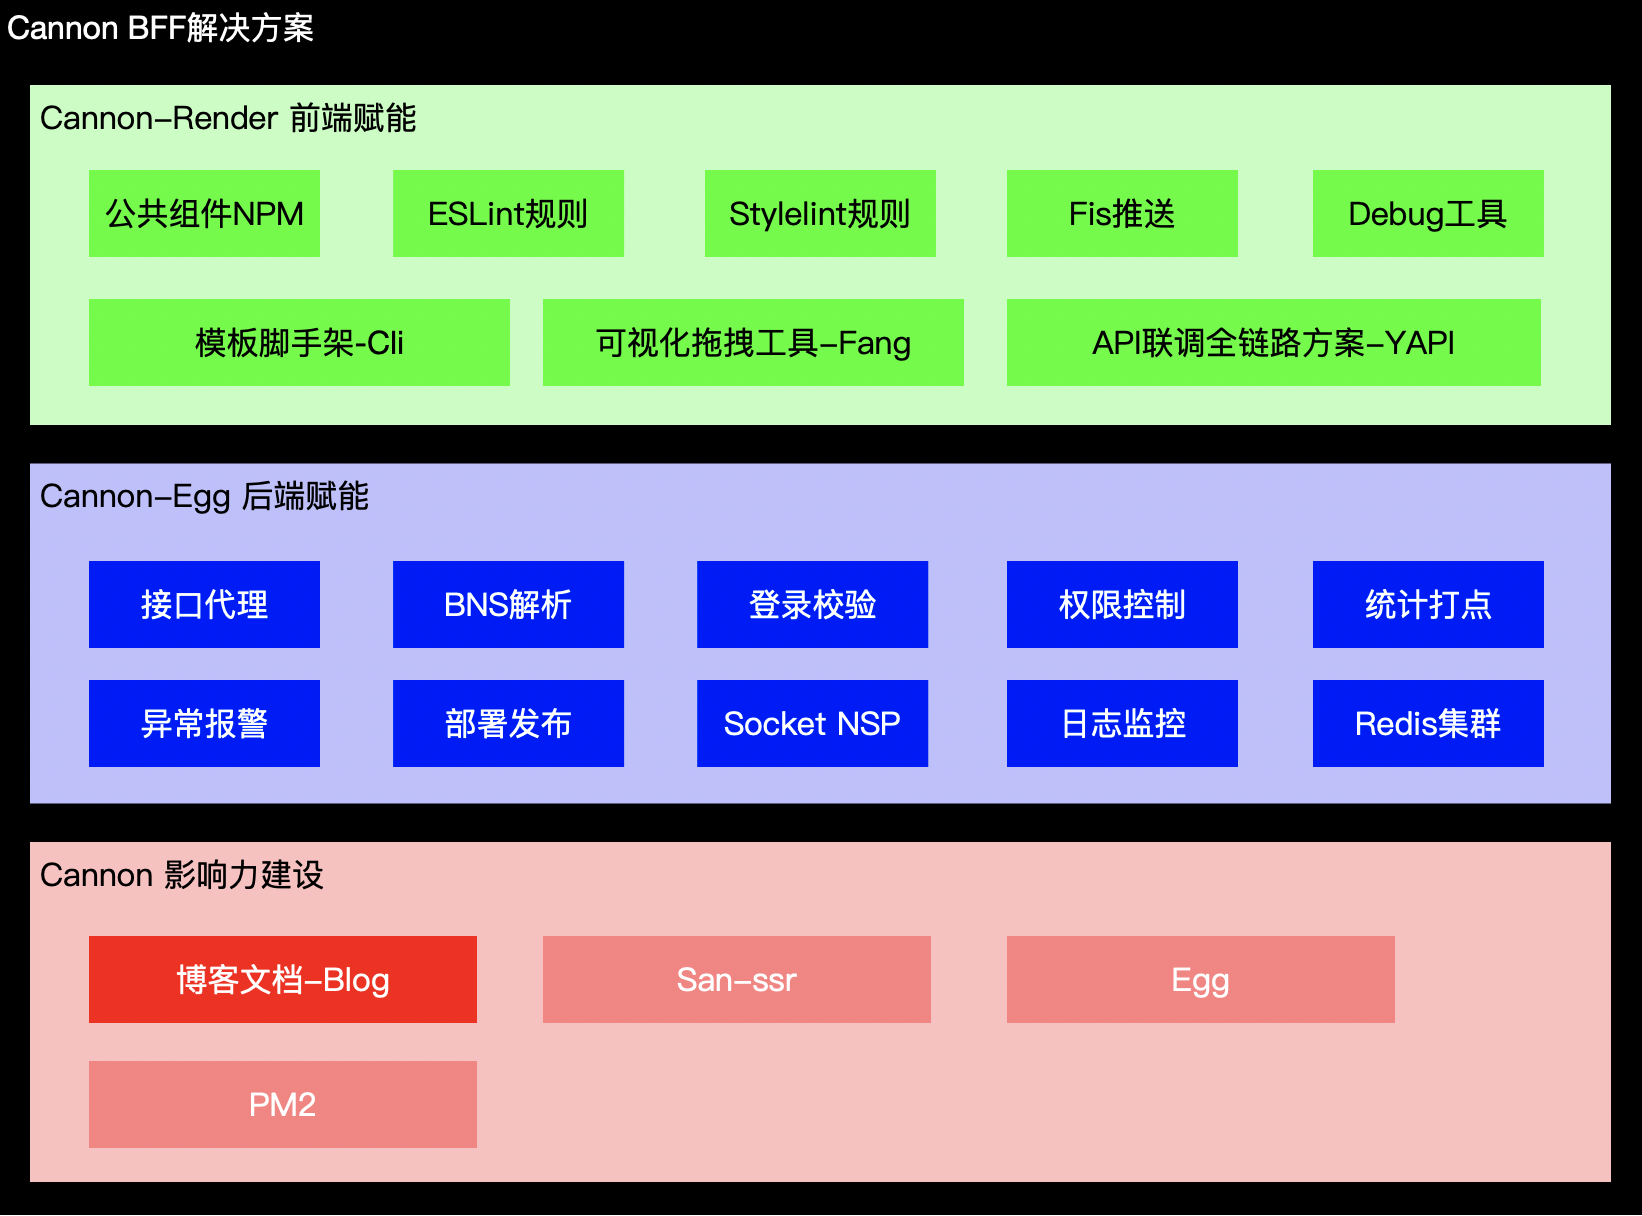 Cannon BFF解决方案
Cannon-Render 前端赋能
公共组件NPM
ESLint规则
Stylelint规则
Fis推送
Debug工具
模板脚手架-Cli
可视化拖拽工具-Fang
API联调全链路方案-YAPI
Cannon-Egg 后端赋能
接口代理
BNS解析
登录校验
权限控制
统计打点
异常报警
部署发布
Socket NSP
日志监控
Redis集群
Cannon 影响力建设
博客文档-Blog
San-ssr
Egg
PM2